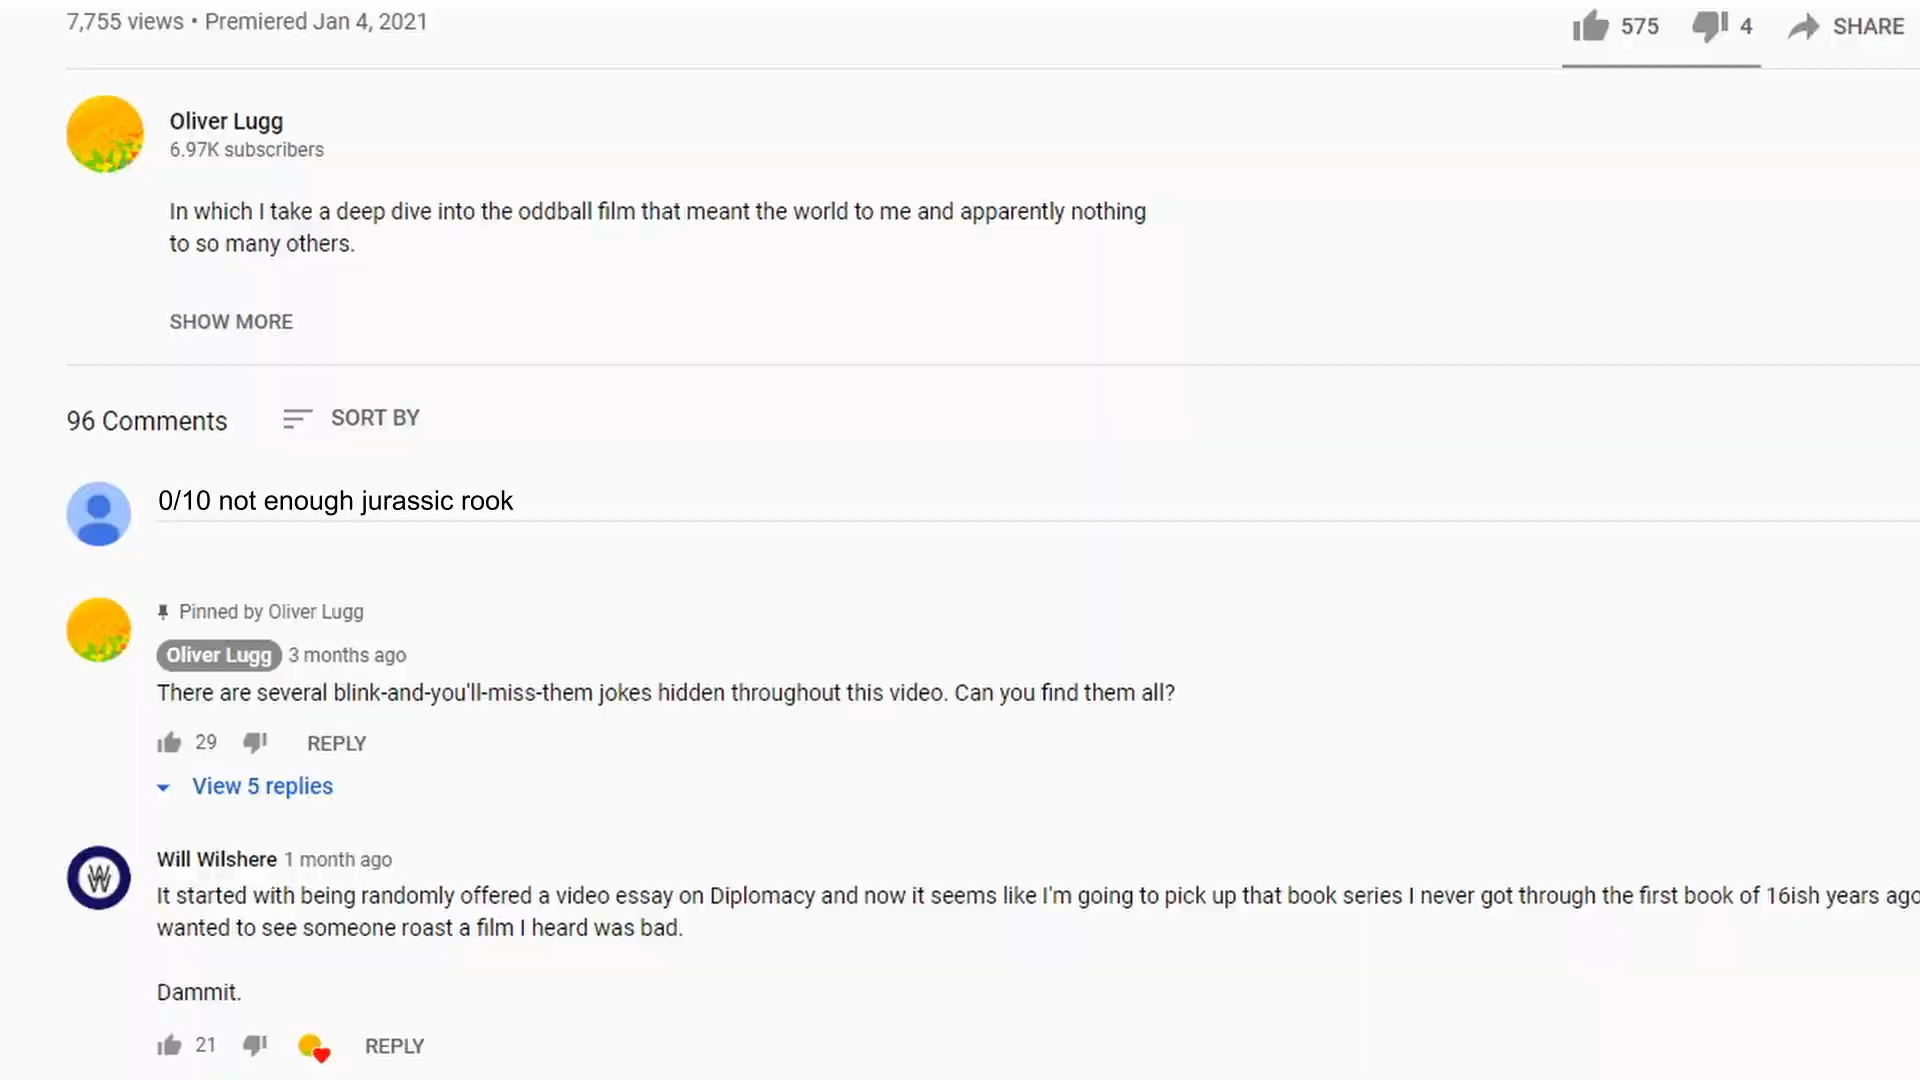 7,755 views • Premiered Jan 4, 2021
575
4
SHARE
Oliver Lugg
6.97K subscribers
In which I take a deep dive into the oddball film that meant the world to me and apparently nothing
to so many others.
SHOW MORE
96 Comments
SORT BY
0/10 not enough jurassic rook
Pinned by Oliver Lugg
Oliver Lugg 3 months ago
There are several blink-and-you'll-miss-them jokes hidden throughout this video. Can you find them all?
29
REPLY
View 5 replies
W
Will Wilshere 1 month ago
It started with being randomly offered a video essay on Diplomacy and now it seems like I'm going to pick up that book series I never got through the first book of 16ish years ago
wanted to see someone roast a film I heard was bad.
Dammit.
21
REPLY